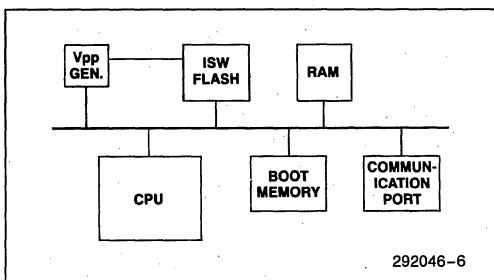 Vpp
GEN.
ISW
FLASH
RAM
CPU
BOOT
MEMORY
COMMUN-
ICATION
PORT
292046-6